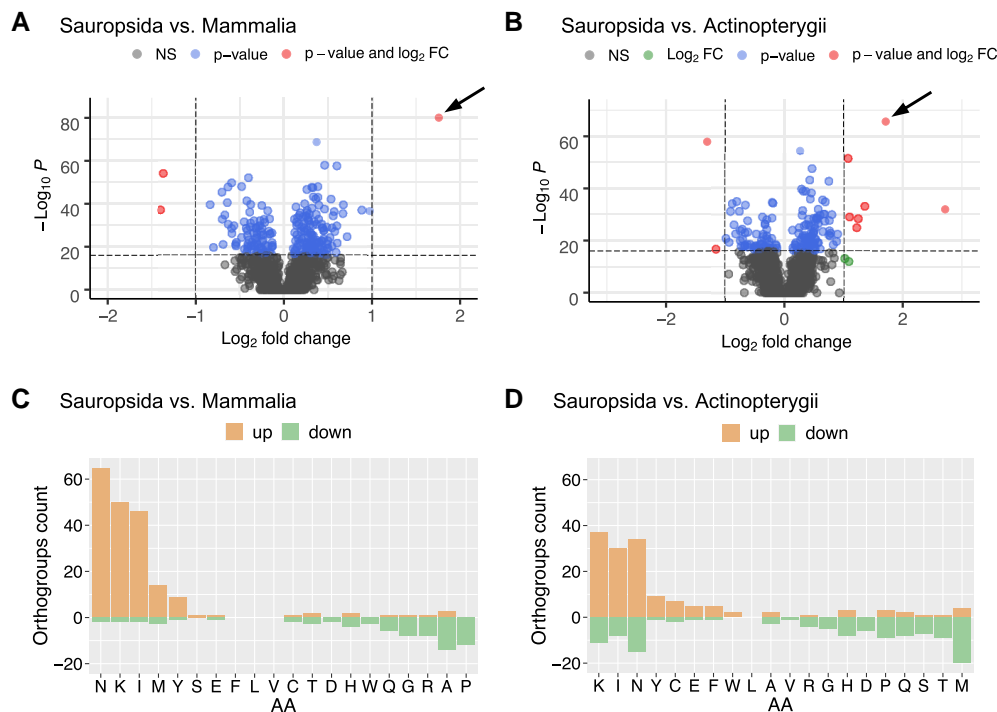 A Sauropsida vs. Mammalia
NS p−value p − value and log2 FC
80
60
40
20
0
−Log10 P
−2 −1 0 1 2
Log2 fold change
B Sauropsida vs. Actinopterygii
NS Log2 FC p−value p − value and log2 FC
60
40
20
0
−Log10 P
−2 0 2
Log2 fold change
C Sauropsida vs. Mammalia
up down
60
40
20
0
−20
Orthogroups count
N K I M Y S E F L V C T D H W Q G R A P
AA
D Sauropsida vs. Actinopterygii
up down
60
40
20
0
−20
Orthogroups count
K I N Y C E F W L A V R G H D P Q S T M
AA